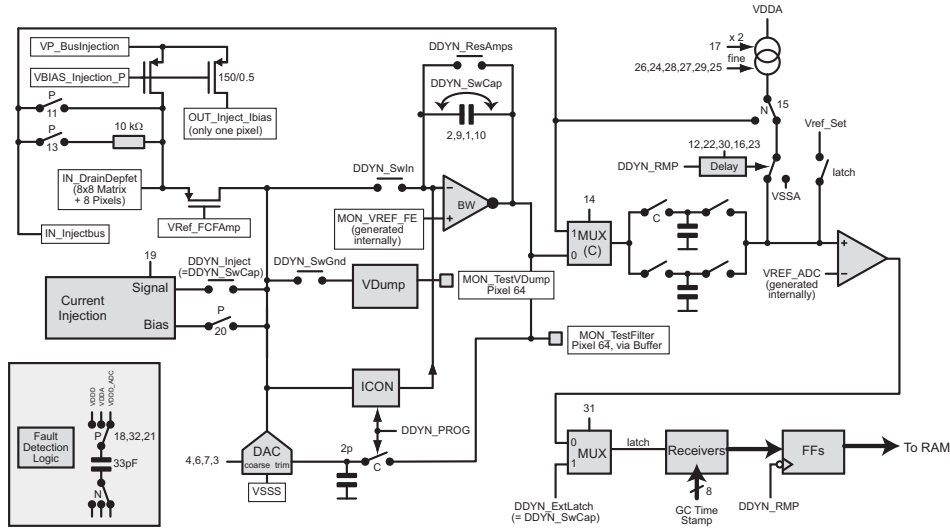 VDDA
x 2
17
fine
26,24,28,27,29,25
N
15
VP_BusInjection
VBIAS_Injection_P
150/0.5
OUT_Inject_Ibias
(only one pixel)
P
11
P
13
10 kΩ
IN_DrainDepfet
(8x8 Matrix
+ 8 Pixels)
VRef_FCFAmp
IN_Injectbus
DDYN_ResAmps
DDYN_SwCap
2,9,1,10
DDYN_SwIn
MON_VREF_FE
(generated
internally)
−
+
BW
12,22,30,16,23
DDYN_RMP
Delay
VSSA
Vref_Set
latch
14
1
0
MUX
(C)
C
+
−
VREF_ADC
(generated
internally)
19
Signal
Current
Injection
Bias
DDYN_Inject
(=DDYN_SwCap)
P
20
DDYN_SwGnd
VDump
MON_TestVDump
Pixel 64
MON_TestFilter
Pixel 64, via Buffer
ICON
DDYN_PROG
2p
C
4,6,7,3
DAC
coarse trim
VSSS
VDDD
VDDA
VDDD_ADC
P
18,32,21
Fault
Detection
Logic
33pF
N
31
0
1
MUX
latch
Receivers
FFs
To RAM
8
GC Time
Stamp
DDYN_RMP
DDYN_ExtLatch
(= DDYN_SwCap)